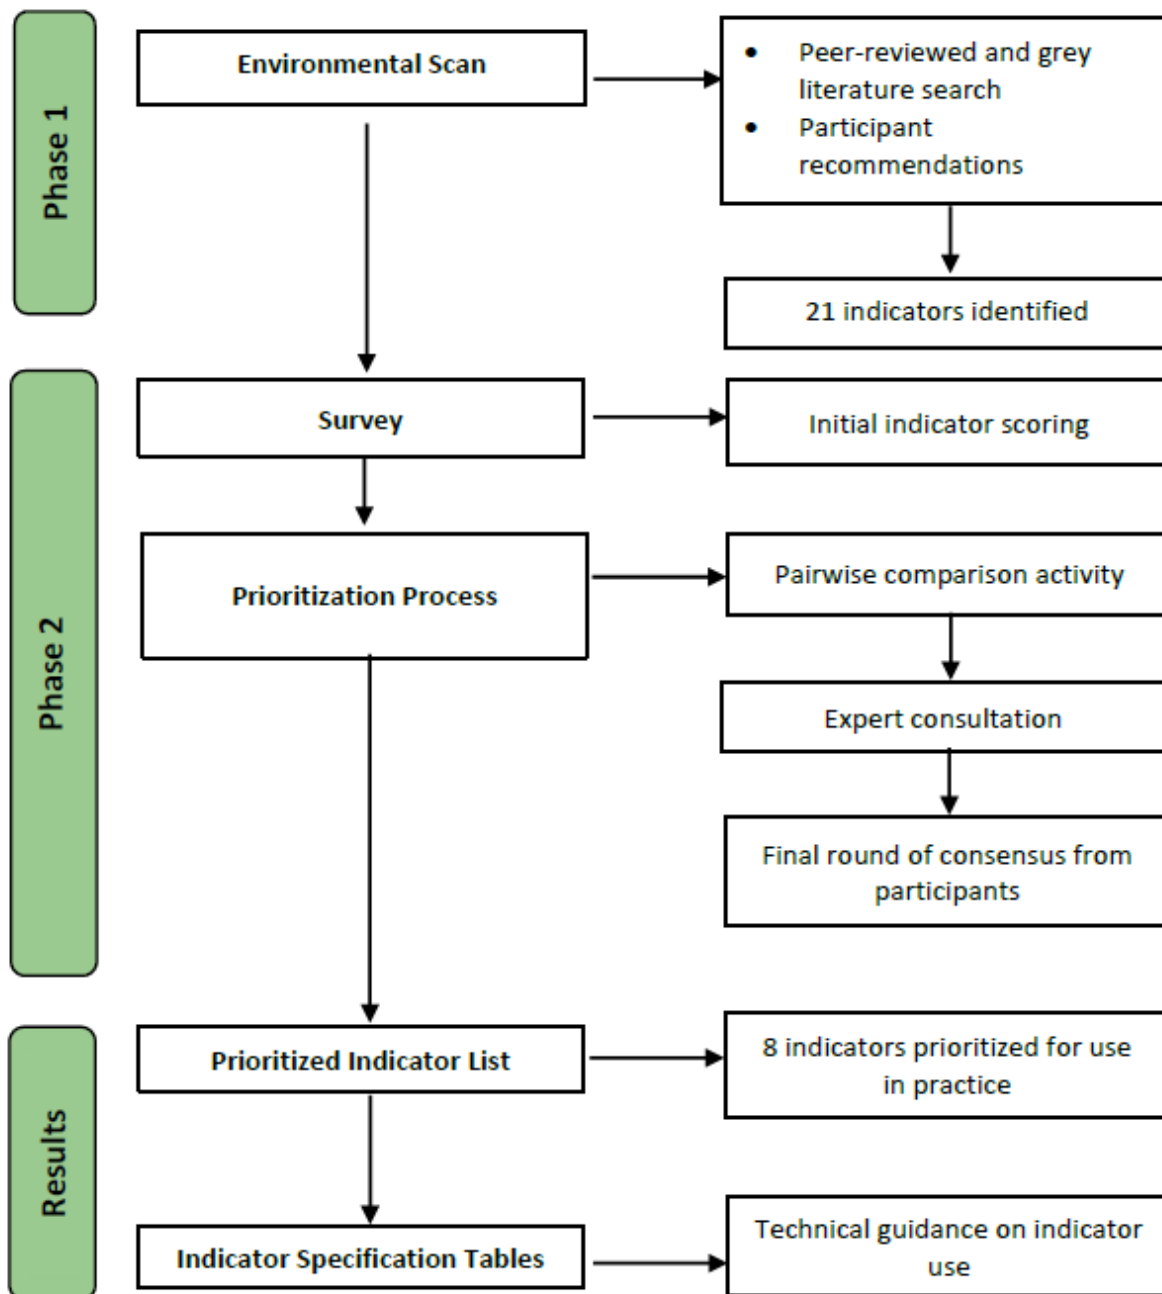 Phase 1
Environmental Scan
• Peer-reviewed and grey
literature search
• Participant
recommendations
21 indicators identified
Phase 2
Survey
Initial indicator scoring
Prioritization Process
Pairwise comparison activity
Expert consultation
Final round of consensus from
participants
Results
Prioritized Indicator List
8 indicators prioritized for use
in practice
Indicator Specification Tables
Technical guidance on indicator
use